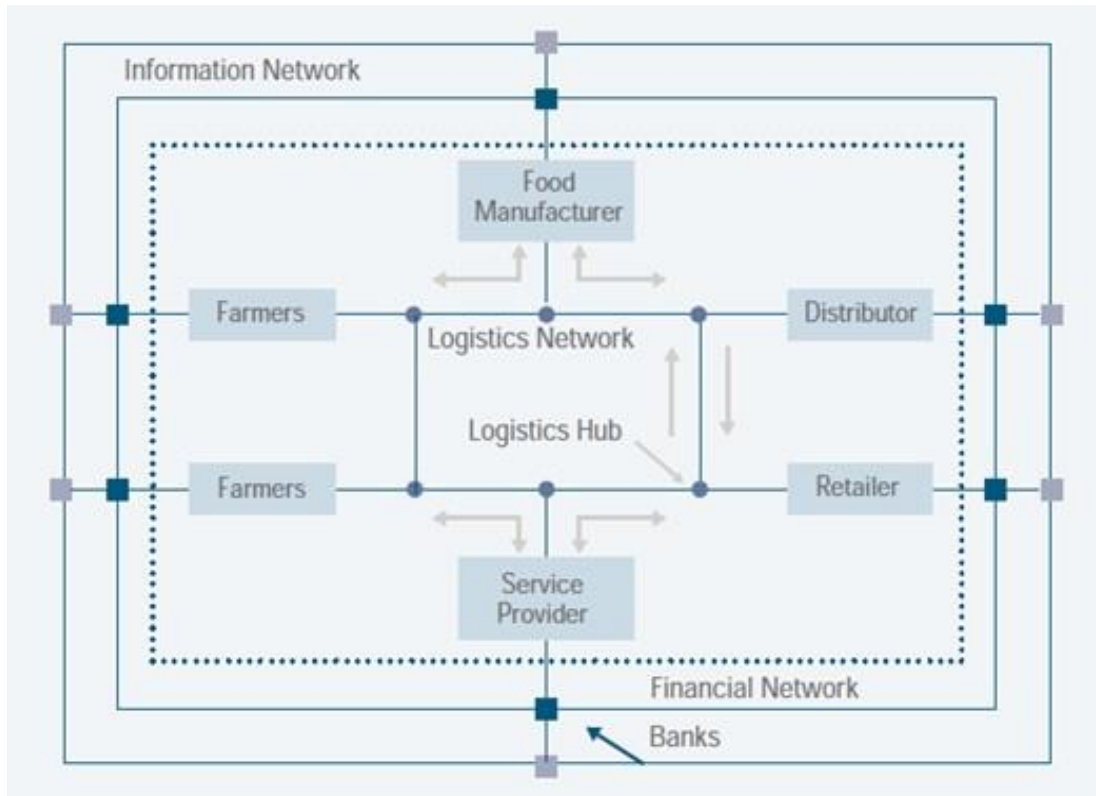 Information Network
Food
Manufacturer
Farmers
Distributor
Logistics Network
Logistics Hub
Farmers
Retailer
Service
Provider
Financial Network
Banks